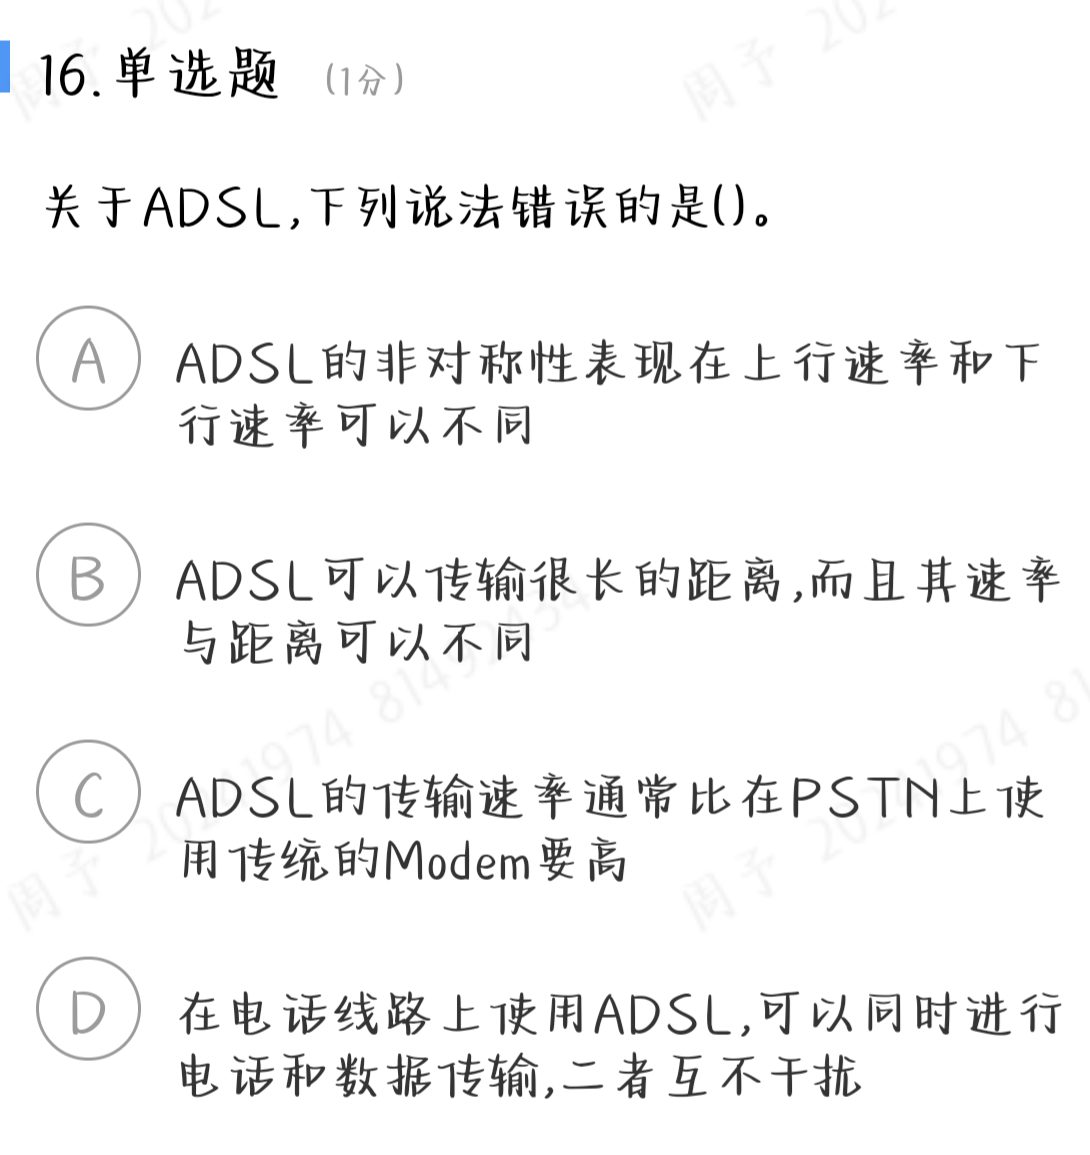 16.单选题 (1分)
关于ADSL,下列说法错误的是()。
A ADSL的非对称性表现在上行速率和下
行速率可以不同
B ADSL可以传输很长的距离,而且其速率
与距离可以不同
C ADSL的传输速率通常比在PSTN上使
用传统的Modem要高
D 在电话线路上使用ADSL,可以同时进行
电话和数据传输,二者互不干扰